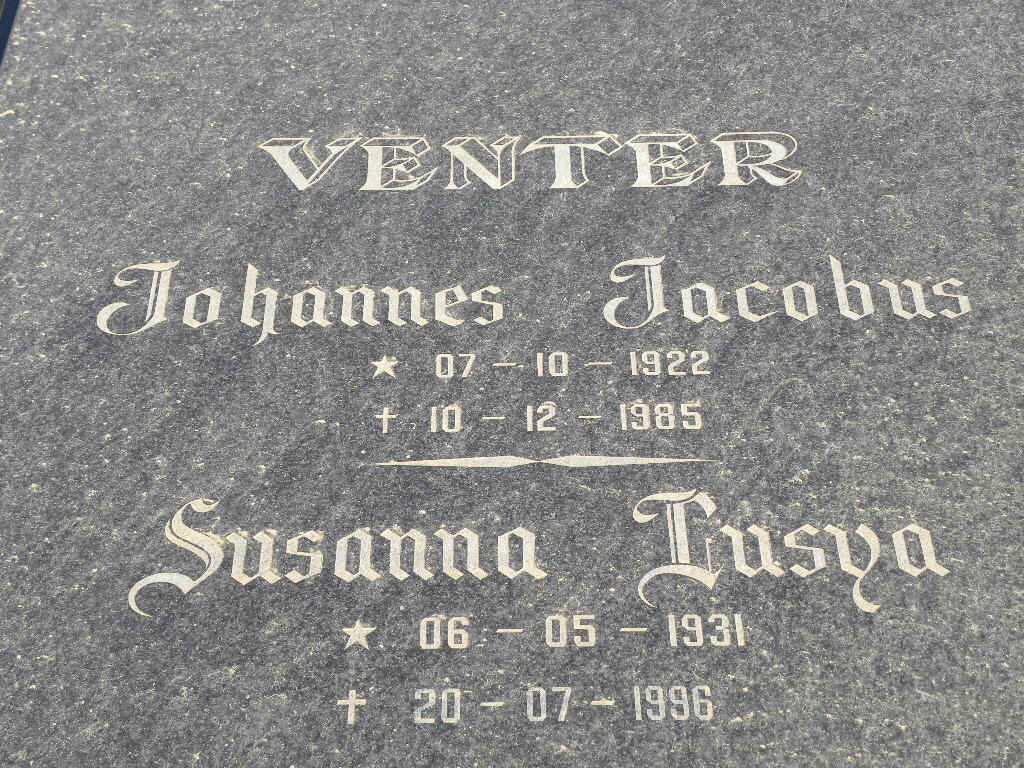 VENTER
Johannes Jacobus
★ 07 – 10 – 1922
† 10 – 12 – 1985
Susanna Lusya
★ 06 – 05 – 1931
† 20 – 07 – 1996